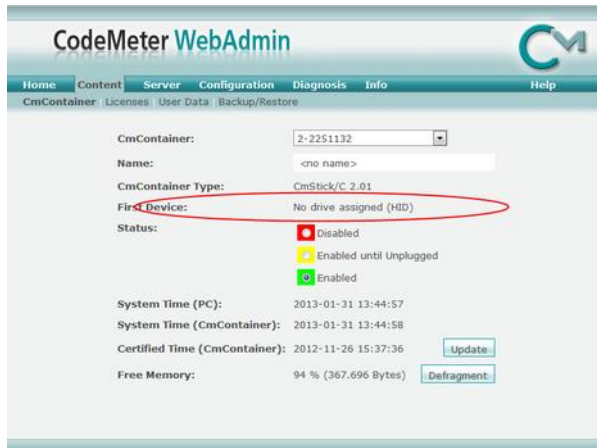 CodeMeter WebAdmin
CM
Home Content Server Configuration Diagnosis Info Help
CmContainer Licenses User Data Backup/Restore
CmContainer: 2-2251132
Name: <no name>
CmContainer Type: CmStick/C 2.01
First Device: No drive assigned (HID)
Status: Disabled
Enabled until Unplugged
Enabled
System Time (PC): 2013-01-31 13:44:57
System Time (CmContainer): 2013-01-31 13:44:58
Certified Time (CmContainer): 2012-11-26 15:37:36 Update
Free Memory: 94 % (367.696 Bytes) Defragment